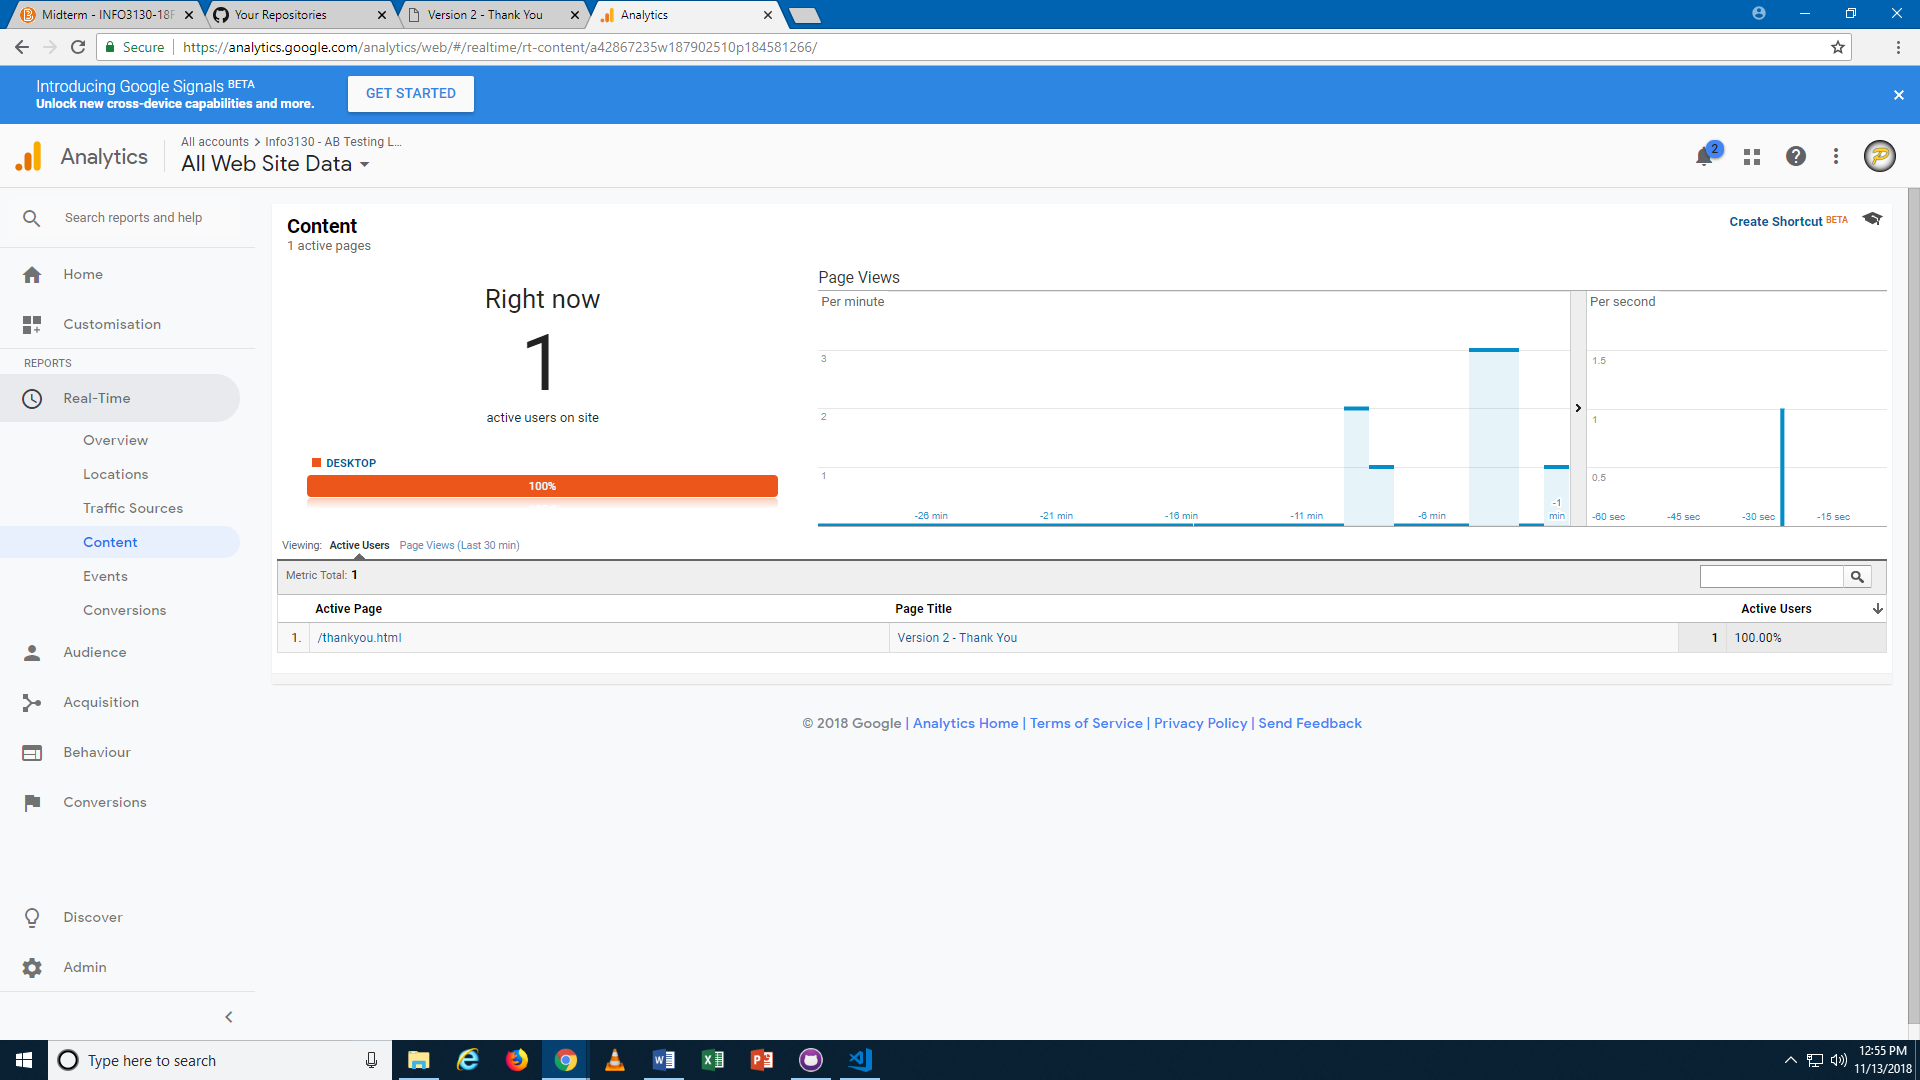 Midterm - INFO3130-18F
Your Repositories
Version 2 - Thank You
Analytics
Secure
https://analytics.google.com/analytics/web/#/realtime/rt-content/a42867235w187902510p184581266/
Introducing Google Signals BETA
Unlock new cross-device capabilities and more.
GET STARTED
Analytics
All accounts > Info3130 - AB Testing L...
All Web Site Data
2
Search reports and help
Home
Customisation
REPORTS
Real-Time
Overview
Locations
Traffic Sources
Content
Events
Conversions
Audience
Acquisition
Behaviour
Conversions
Discover
Admin
Content
1 active pages
Create Shortcut BETA
Right now
1
active users on site
DESKTOP
100%
Page Views
Per minute
3
2
1
-26 min
-21 min
-16 min
-11 min
-6 min
-1
min
Per second
1.5
1
0.5
-60 sec
-45 sec
-30 sec
-15 sec
Viewing: Active Users Page Views (Last 30 min)
Metric Total: 1
Active Page Page Title Active Users
1. /thankyou.html Version 2 - Thank You 1 100.00%
© 2018 Google | Analytics Home | Terms of Service | Privacy Policy | Send Feedback
Type here to search
12:55 PM
11/13/2018